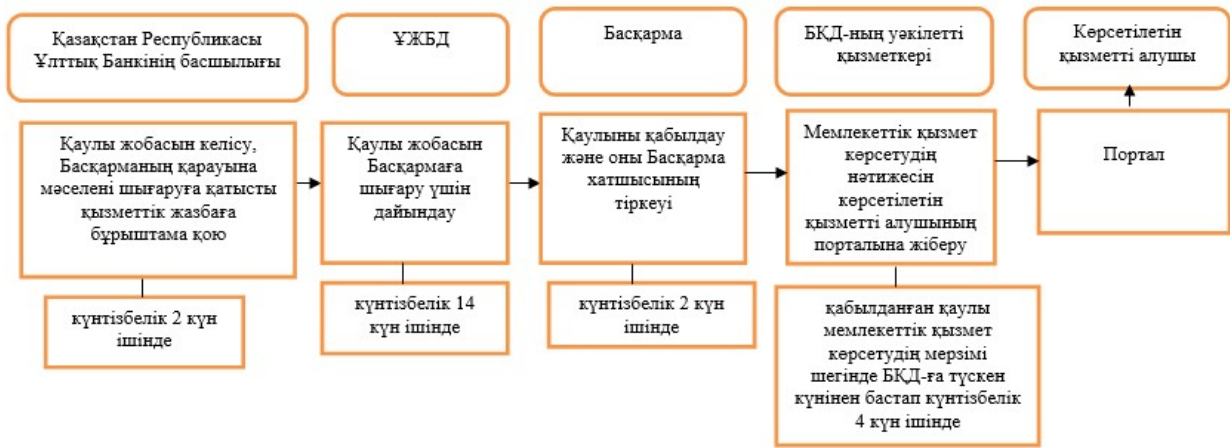 Қазақстан Республикасы
Ұлттық Банкінің басшылығы
ҰЖБД
Басқарма
БҚД-ның уәкілетті
қызметкері
Көрсетілетін
қызметті алушы
Қаулы жобасын келісу,
Басқарманың қарауына
мәселені шығаруға қатысты
қызметтік жазбаға
бұрыштама қою
Қаулы жобасын
Басқармаға
шығару үшін
дайындау
Қаулыны қабылдау
және оны Басқарма
хатшысының
тіркеуі
Мемлекеттік қызмет
көрсетудің
нәтижесін
көрсетілетін
қызметті алушының
порталына жіберу
Портал
күнтізбелік 2 күн
ішінде
күнтізбелік 14
күн ішінде
күнтізбелік 2 күн
ішінде
қабылданған қаулы
мемлекеттік қызмет
көрсетудің мерзімі
шегінде БҚД-ға түскен
күнінен бастап күнтізбелік
4 күн ішінде